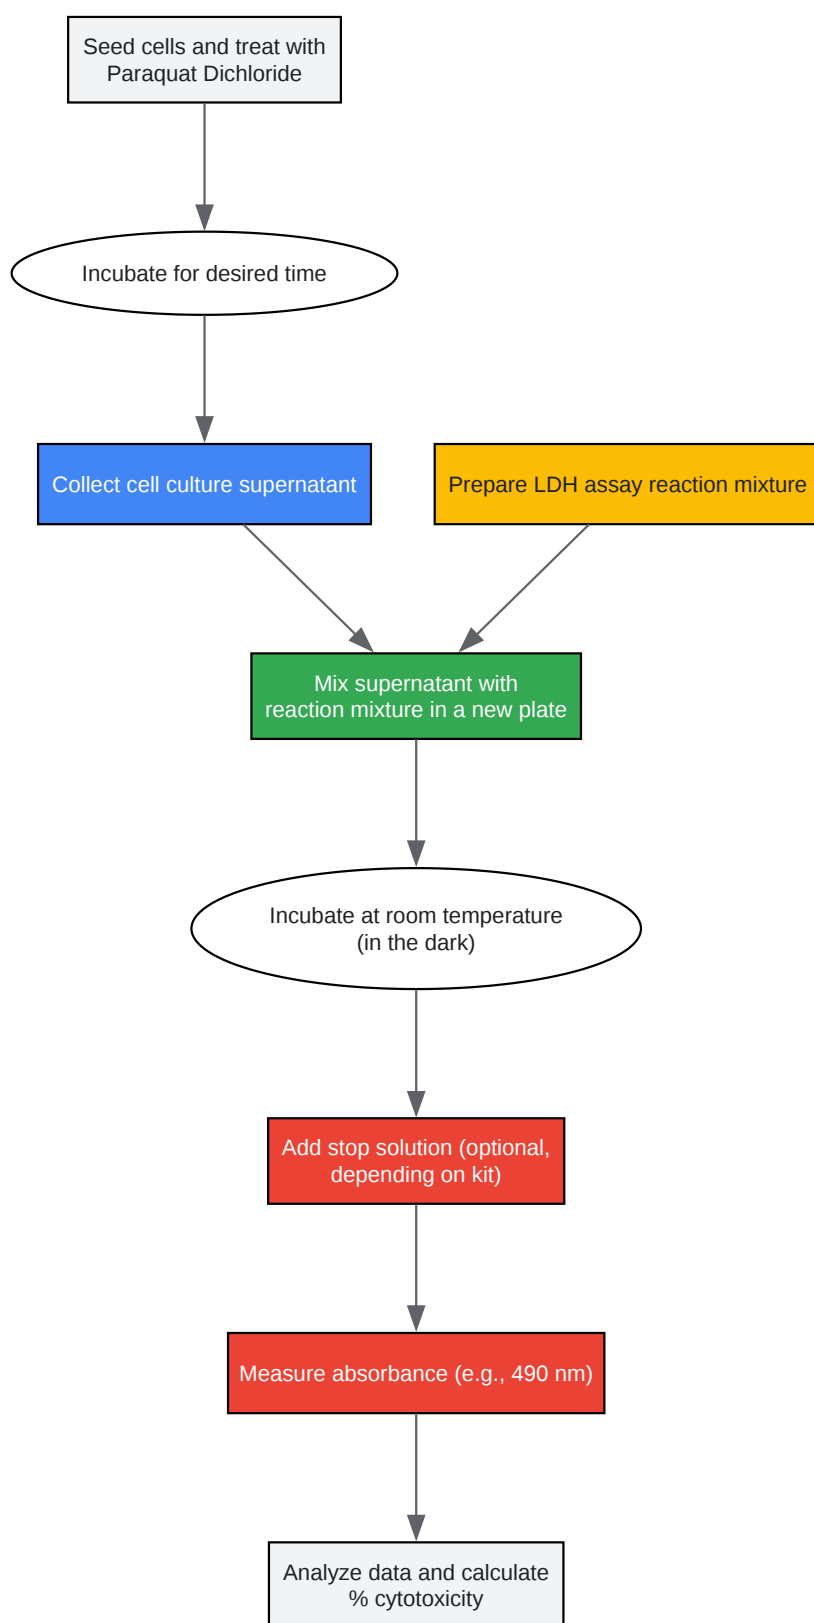 Seed cells and treat with
Paraquat Dichloride
Incubate for desired time
Collect cell culture supernatant
Prepare LDH assay reaction mixture
Mix supernatant with
reaction mixture in a new plate
Incubate at room temperature
(in the dark)
Add stop solution (optional,
depending on kit)
Measure absorbance (e.g., 490 nm)
Analyze data and calculate
% cytotoxicity